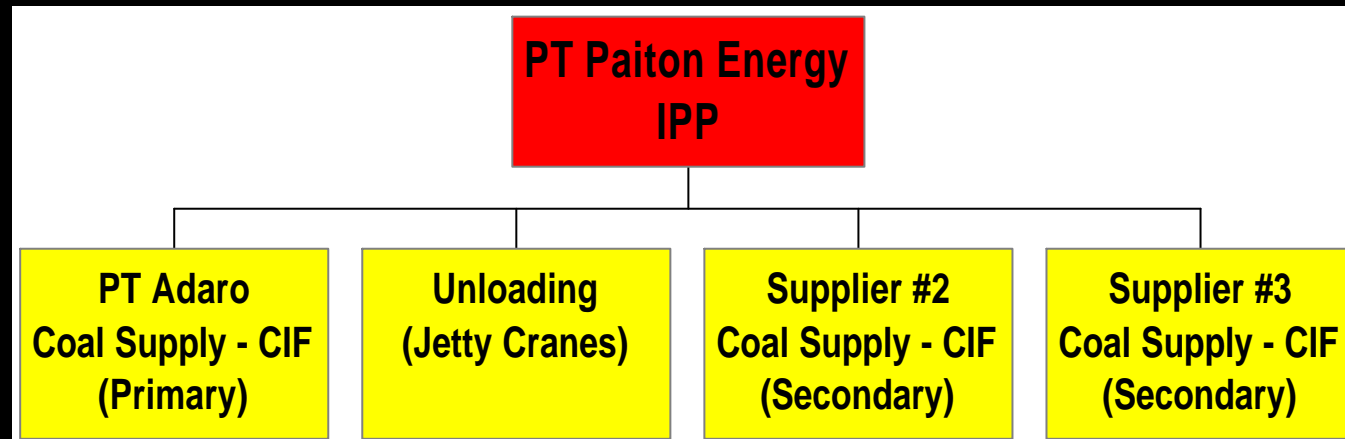 PT Paiton Energy
IPP
PT Adaro
Coal Supply - CIF
(Primary)
Unloading
(Jetty Cranes)
Supplier #2
Coal Supply - CIF
(Secondary)
Supplier #3
Coal Supply - CIF
(Secondary)